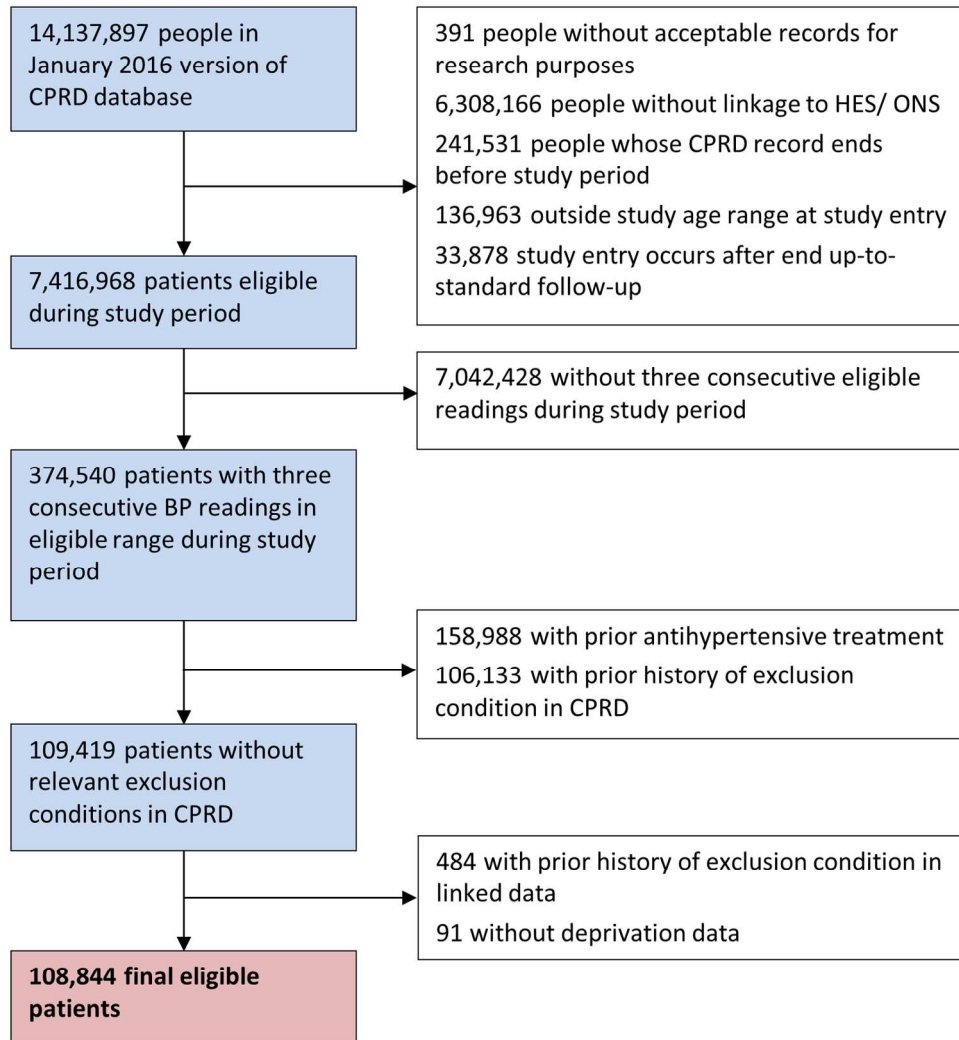 14,137,897 people in
January 2016 version of
CPRD database
391 people without acceptable records for
research purposes
6,308,166 people without linkage to HES/ ONS
241,531 people whose CPRD record ends
before study period
136,963 outside study age range at study entry
33,878 study entry occurs after end up-to-
standard follow-up
7,416,968 patients eligible
during study period
7,042,428 without three consecutive eligible
readings during study period
374,540 patients with three
consecutive BP readings in
eligible range during study
period
158,988 with prior antihypertensive treatment
106,133 with prior history of exclusion
condition in CPRD
109,419 patients without
relevant exclusion
conditions in CPRD
484 with prior history of exclusion condition in
linked data
91 without deprivation data
108,844 final eligible
patients